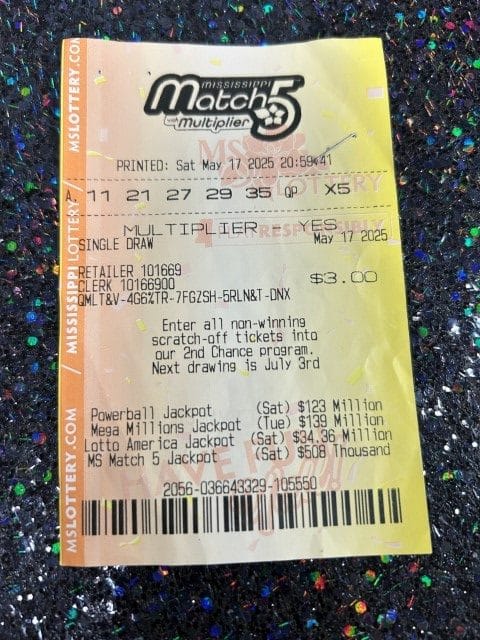 MSLOTTERY.COM
MISSISSIPPI LOTTERY
MSLOTTERY.COM
MISSISSIPPI
Match 5
with Multiplier
PRINTED: Sat May 17 2025 20:59:41
A. 11 21 27 29 35 QP X5
MULTIPLIER - YES
SINGLE DRAW May 17 2025
RETAILER 101669
CLERK 10166900 $3.00
QMLT&V-4G6%TR-7FGZSH-5RLN&T-DNX
Enter all non-winning
scratch-off tickets into
our 2nd Chance program.
Next drawing is July 3rd
Powerball Jackpot (Sat) $123 Million
Mega Millions Jackpot (Tue) $139 Million
Lotto America Jackpot (Sat) $34.36 Million
MS Match 5 Jackpot (Sat) $508 Thousand
2056-036643329-105550